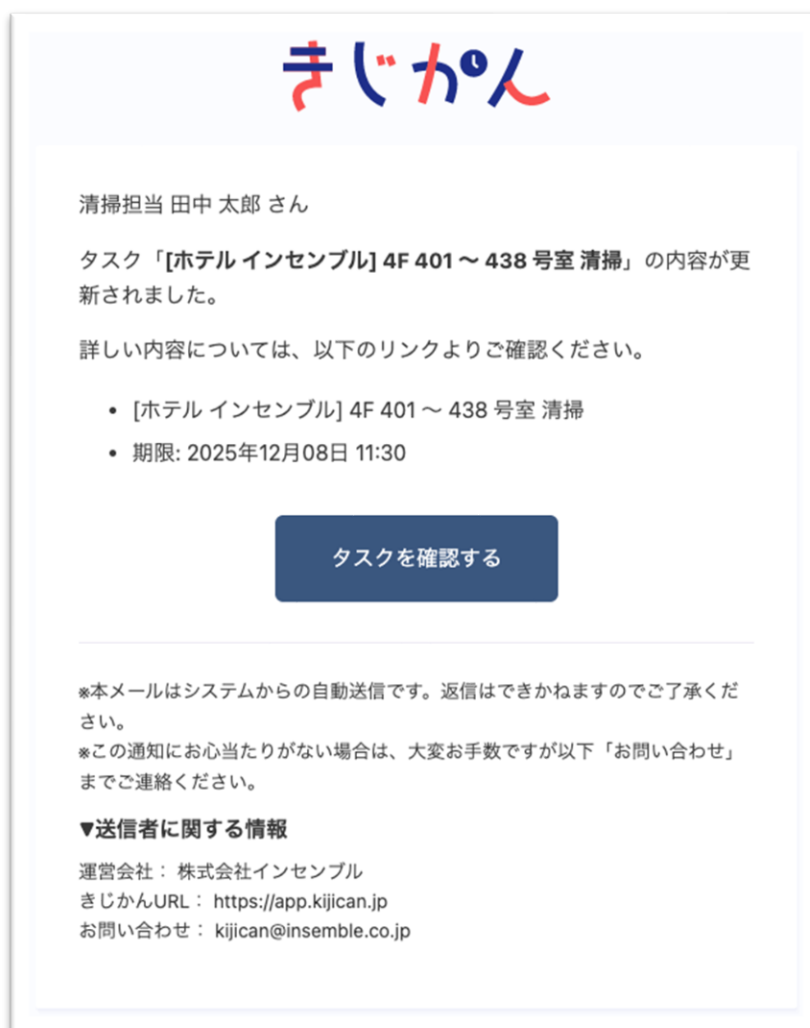 きじかん
清掃担当 田中 太郎 さん
タスク「[ホテル インセンブル] 4F 401 〜 438 号室 清掃」の内容が更
新されました。
詳しい内容については、以下のリンクよりご確認ください。
• [ホテル インセンブル] 4F 401 〜 438 号室 清掃
• 期限: 2025年12月08日 11:30
タスクを確認する
※本メールはシステムからの自動送信です。返信はできかねますのでご了承くだ
さい。
※この通知にお心当たりがない場合は、大変お手数ですが以下「お問い合わせ」
までご連絡ください。
▼送信者に関する情報
運営会社： 株式会社インセンブル
きじかんURL： https://app.kijican.jp
お問い合わせ： kijican@insemble.co.jp